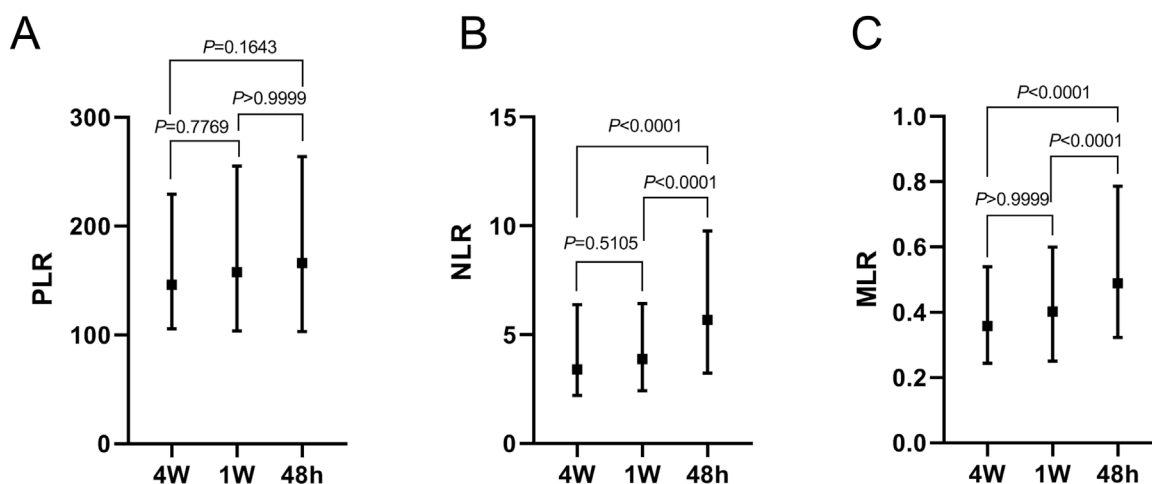 A
P=0.1643
P>0.9999
P=0.7769
300
200
100
0
PLR
4W 1W 48h
B
P<0.0001
P<0.0001
P=0.5105
15
10
5
0
NLR
4W 1W 48h
C
P<0.0001
P<0.0001
P>0.9999
1.0
0.8
0.6
0.4
0.2
0.0
MLR
4W 1W 48h